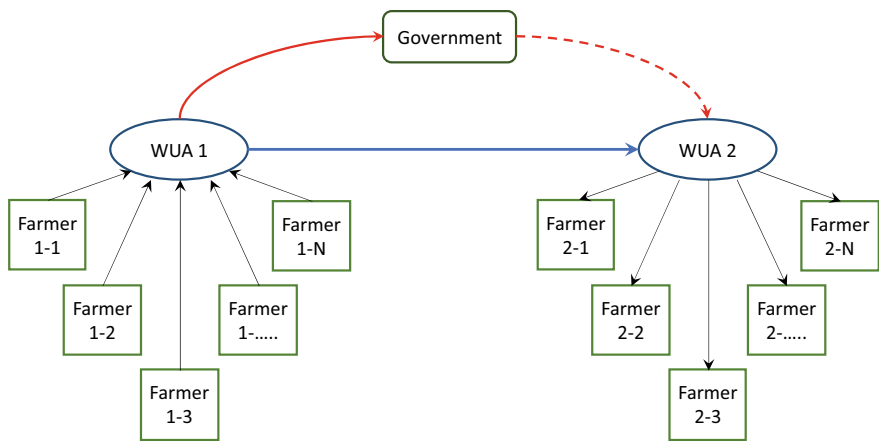 Government
WUA 1
WUA 2
Farmer
1-1
Farmer
1-N
Farmer
2-1
Farmer
2-N
Farmer
1-2
Farmer
1-.....
Farmer
2-2
Farmer
2-.....
Farmer
1-3
Farmer
2-3